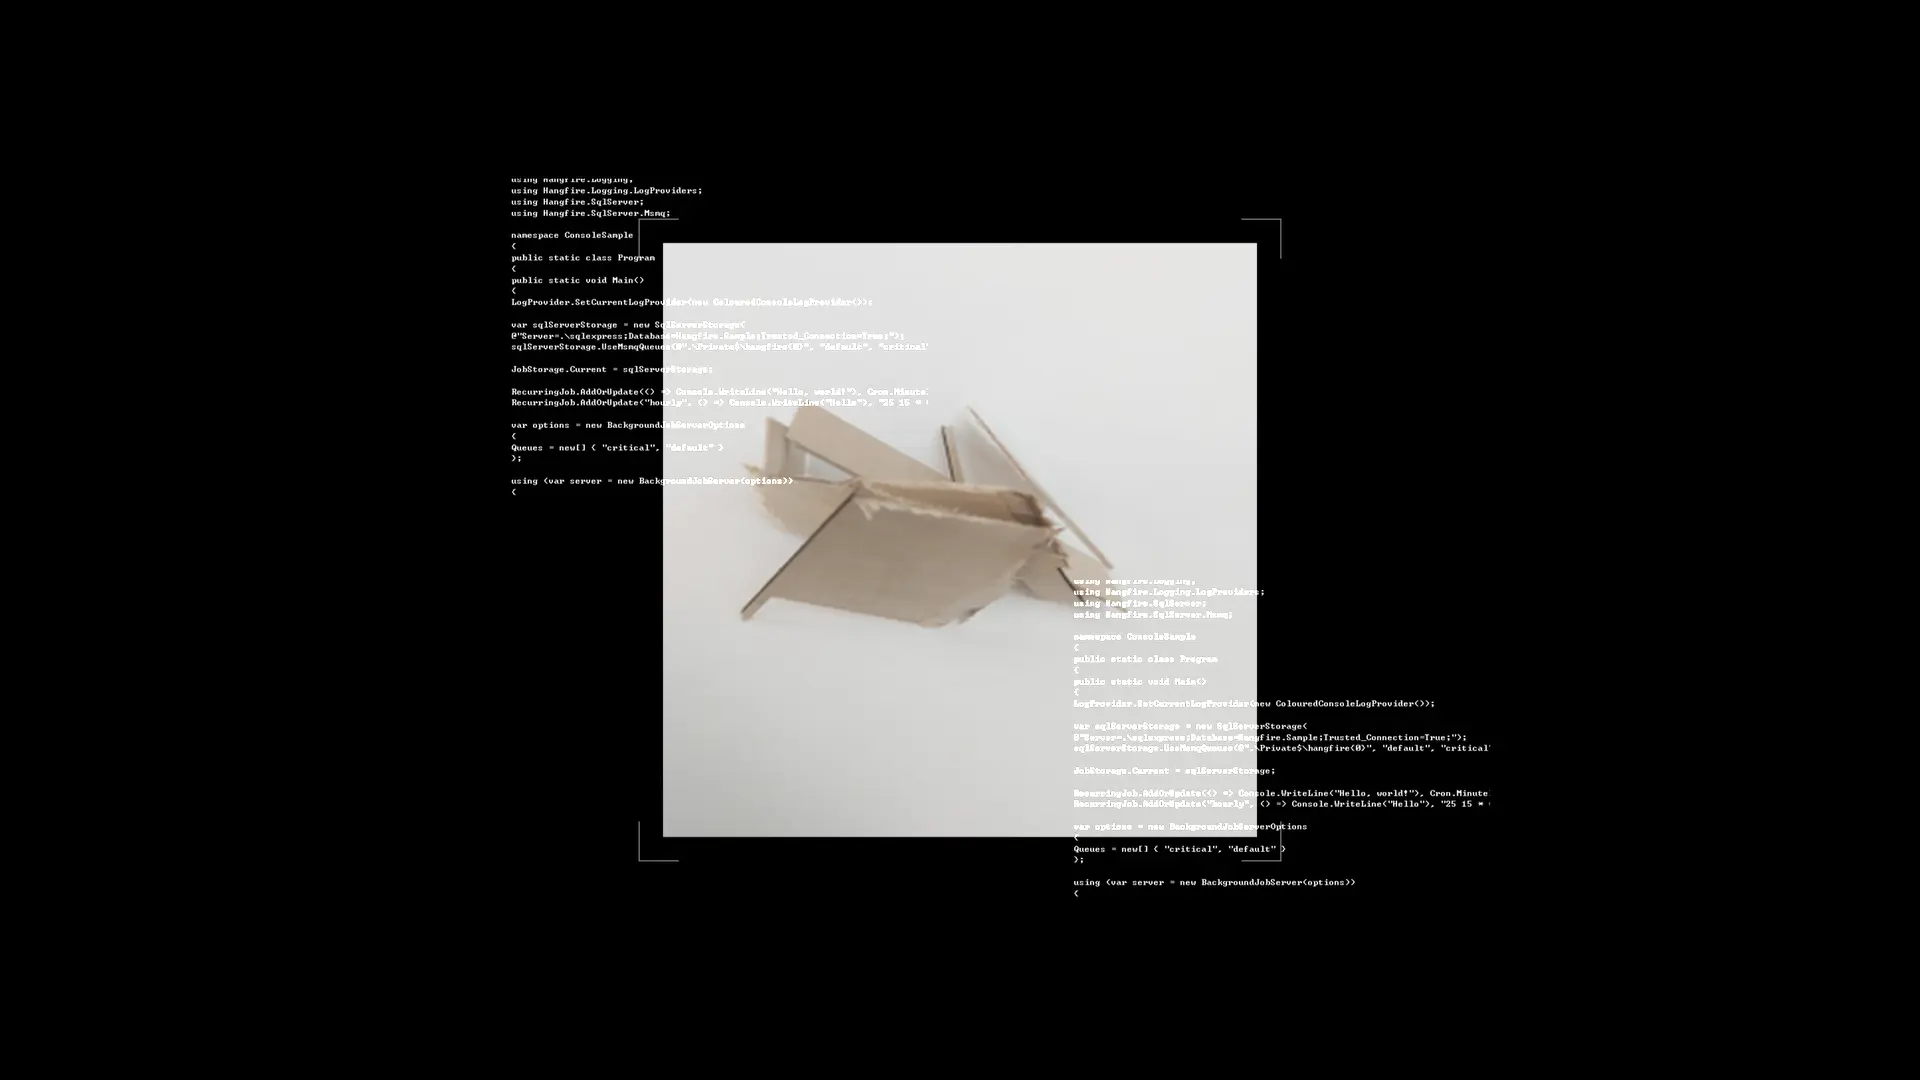 using Hangfire.Logging;
using Hangfire.Logging.LogProviders;
using Hangfire.SqlServer;
using Hangfire.SqlServer.Msmq;
namespace ConsoleSample
{
public static class Program
{
public static void Main()
{
LogProvider.SetCurrentLogProvider(new ColouredConsoleLogProvider());
var sqlServerStorage = new SqlServerStorage(
@"Server=.\sqlexpress;Database=Hangfire.Sample;Trusted_Connection=True;");
sqlServerStorage.UseMsmqQueues(@".\Private$\hangfire{0}", "default", "critical"
JobStorage.Current = sqlServerStorage;
RecurringJob.AddOrUpdate(() => Console.WriteLine("Hello, world!"), Cron.Minute
RecurringJob.AddOrUpdate("hourly", () => Console.WriteLine("Hello"), "25 15 *
var options = new BackgroundJobServerOptions
{
Queues = new[] { "critical", "default" }
};
using (var server = new BackgroundJobServer(options))
{
using Hangfire.Logging;
using Hangfire.Logging.LogProviders;
using Hangfire.SqlServer;
using Hangfire.SqlServer.Msmq;
namespace ConsoleSample
{
public static class Program
{
public static void Main()
{
LogProvider.SetCurrentLogProvider(new ColouredConsoleLogProvider());
var sqlServerStorage = new SqlServerStorage(
@"Server=.\sqlexpress;Database=Hangfire.Sample;Trusted_Connection=True;");
sqlServerStorage.UseMsmqQueues(@".\Private$\hangfire{0}", "default", "critical"
JobStorage.Current = sqlServerStorage;
RecurringJob.AddOrUpdate(() => Console.WriteLine("Hello, world!"), Cron.Minute
RecurringJob.AddOrUpdate("hourly", () => Console.WriteLine("Hello"), "25 15 *
var options = new BackgroundJobServerOptions
{
Queues = new[] { "critical", "default" }
};
using (var server = new BackgroundJobServer(options))
{